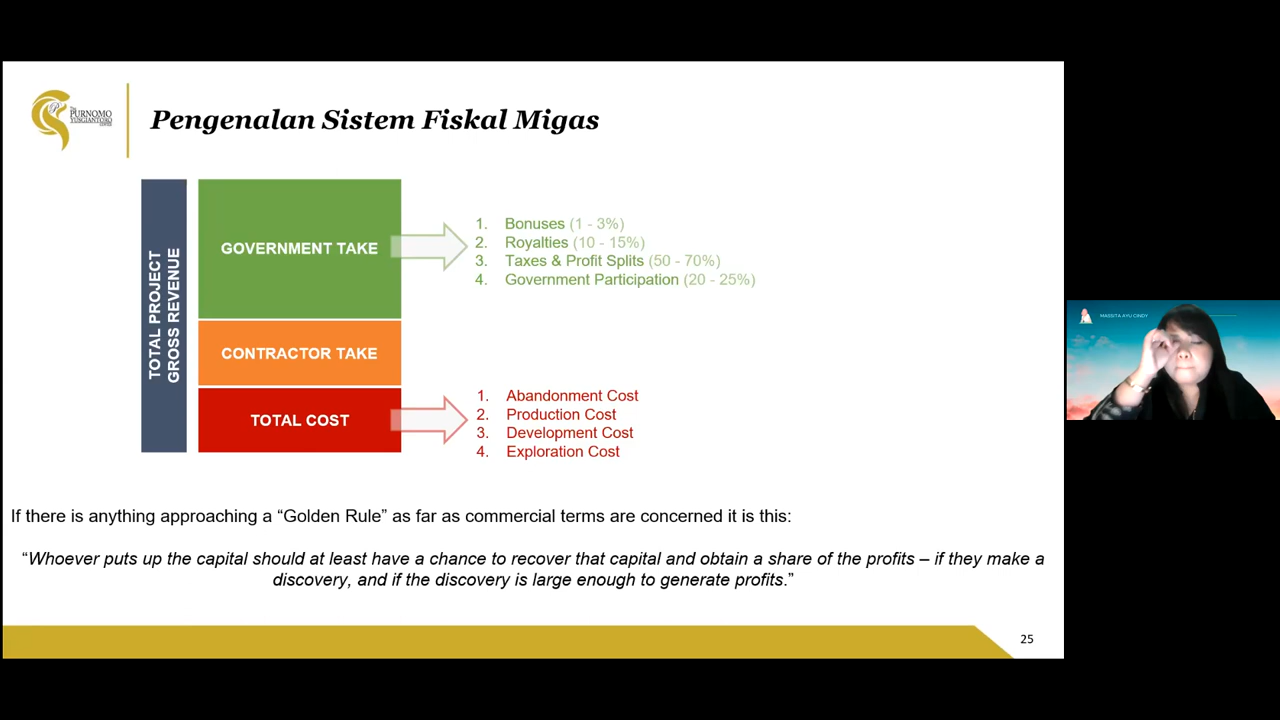 The
PURNOMO
YUSGIANTORO
CENTER
Pengenalan Sistem Fiskal Migas
TOTAL PROJECT
GROSS REVENUE
GOVERNMENT TAKE
1. Bonuses (1 - 3%)
2. Royalties (10 - 15%)
3. Taxes & Profit Splits (50 - 70%)
4. Government Participation (20 - 25%)
CONTRACTOR TAKE
TOTAL COST
1. Abandonment Cost
2. Production Cost
3. Development Cost
4. Exploration Cost
If there is anything approaching a “Golden Rule” as far as commercial terms are concerned it is this:
“Whoever puts up the capital should at least have a chance to recover that capital and obtain a share of the profits – if they make a
discovery, and if the discovery is large enough to generate profits.”
25
MASSITA AYU CINDY